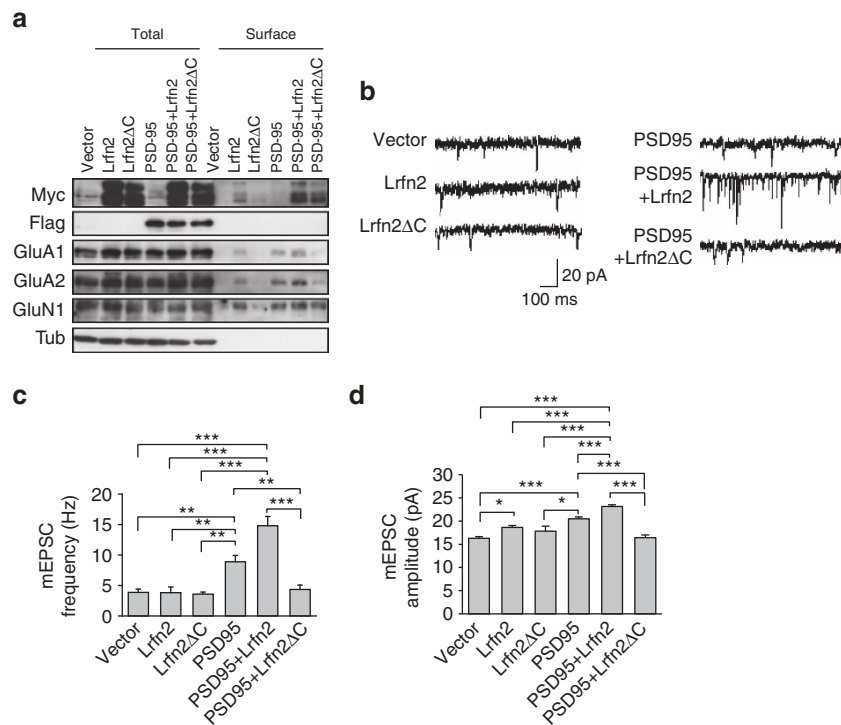 a
Total Surface
Vector
Lrfn2
Lrfn2ΔC
PSD-95
PSD-95+Lrfn2
PSD-95+Lrfn2ΔC
Vector
Lrfn2
Lrfn2ΔC
PSD-95
PSD-95+Lrfn2
PSD-95+Lrfn2ΔC
Myc
Flag
GluA1
GluA2
GluN1
Tub
b
Vector
Lrfn2
Lrfn2ΔC
20 pA
100 ms
PSD95
PSD95
+Lrfn2
PSD95
+Lrfn2ΔC
c
***
***
***
**
**
***
**
**
mEPSC
frequency (Hz)
20
15
10
5
0
Vector
Lrfn2
Lrfn2ΔC
PSD95
PSD95+Lrfn2
PSD95+Lrfn2ΔC
d
***
***
***
***
***
***
***
*
*
mEPSC
amplitude (pA)
30
25
20
15
10
5
0
Vector
Lrfn2
Lrfn2ΔC
PSD95
PSD95+Lrfn2
PSD95+Lrfn2ΔC